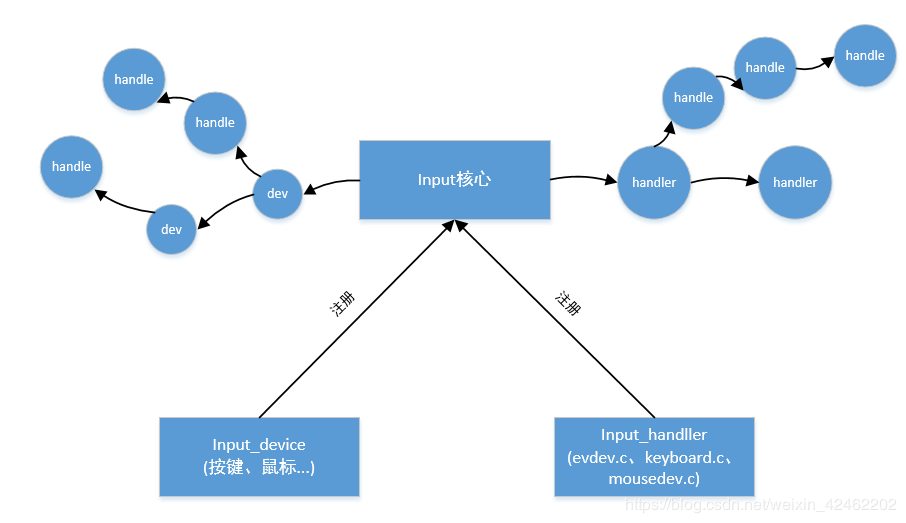 handle
handle
handle
dev
dev
Input核心
handle
handle
handle
handler
handler
注册
注册
Input_device
(按键、鼠标...)
Input_handller
(evdev.c、keyboard.c、
mousedev.c)
https://blog.csdn.net/weixin_42462202